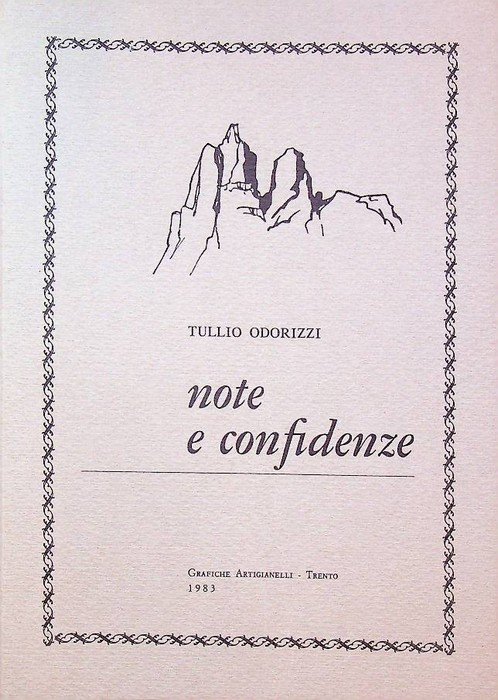 TULLIO ODORIZZI
note
e confidenze
GRAFICHE ARTIGIANELLI - TRENTO
1983